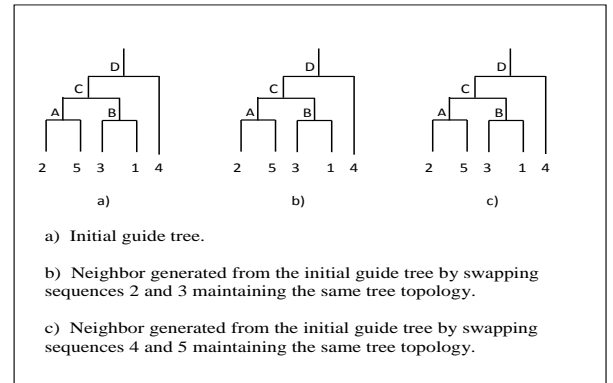 D D D
C C C
A B A B A B
2 5 3 1 4 2 5 3 1 4 2 5 3 1 4
a) b) c)
a) Initial guide tree.
b) Neighbor generated from the initial guide tree by swapping
sequences 2 and 3 maintaining the same tree topology.
c) Neighbor generated from the initial guide tree by swapping
sequences 4 and 5 maintaining the same tree topology.